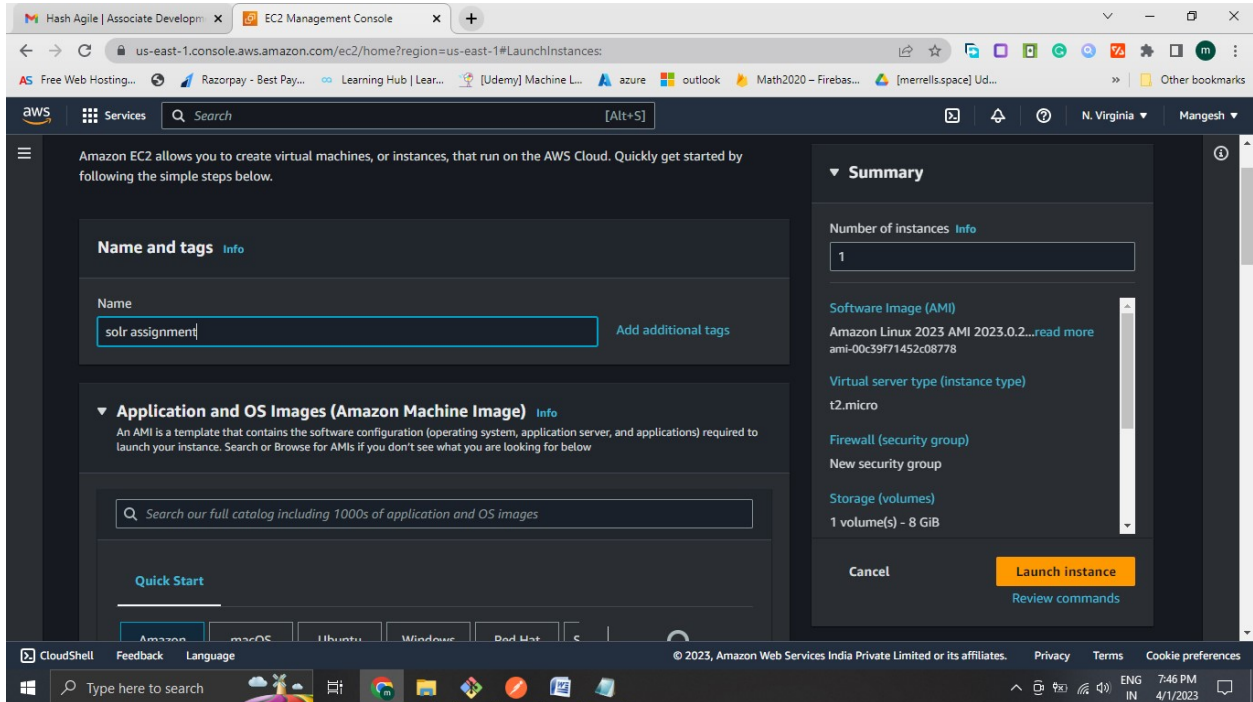 Hash Agile | Associate Developm
EC2 Management Console
us-east-1.console.aws.amazon.com/ec2/home?region=us-east-1#LaunchInstances:
m
AS Free Web Hosting...
Razorpay - Best Pay...
Learning Hub | Lear...
[Udemy] Machine L...
azure
outlook
Math2020 – Firebas...
[merrells.space] Ud...
»
Other bookmarks
aws
Services
Search
[Alt+S]
N. Virginia
Mangesh
Amazon EC2 allows you to create virtual machines, or instances, that run on the AWS Cloud. Quickly get started by
following the simple steps below.
Name and tags Info
Name
solr assignment
Add additional tags
Application and OS Images (Amazon Machine Image) Info
An AMI is a template that contains the software configuration (operating system, application server, and applications) required to
launch your instance. Search or Browse for AMIs if you don't see what you are looking for below
Search our full catalog including 1000s of application and OS images
Quick Start
Amazon
macOS
Ubuntu
Windows
Red Hat
S
Summary
Number of instances Info
1
Software Image (AMI)
Amazon Linux 2023 AMI 2023.0.2...read more
ami-00c39f71452c08778
Virtual server type (instance type)
t2.micro
Firewall (security group)
New security group
Storage (volumes)
1 volume(s) - 8 GiB
Cancel
Launch instance
Review commands
CloudShell
Feedback
Language
© 2023, Amazon Web Services India Private Limited or its affiliates.
Privacy
Terms
Cookie preferences
Type here to search
ENG
IN
7:46 PM
4/1/2023